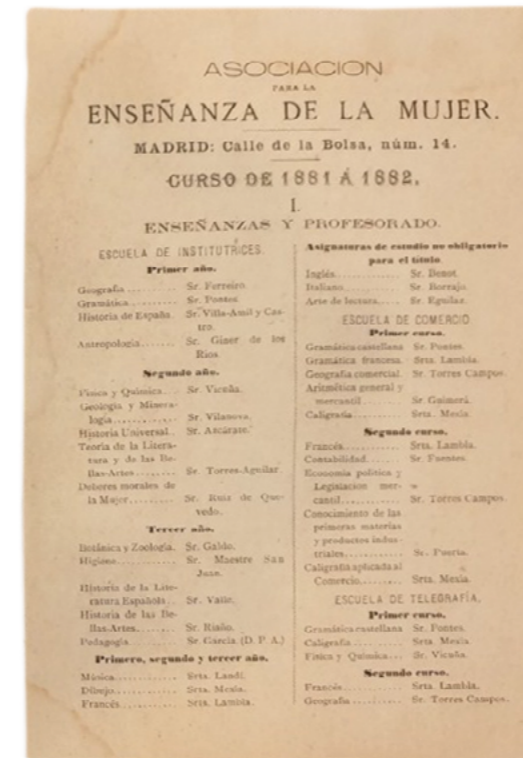 ASOCIACION
PARA LA
ENSEÑANZA DE LA MUJER.
MADRID: Calle de la Bolsa, núm. 14.
CURSO DE 1881 Á 1882.
I.
ENSEÑANZAS Y PROFESORADO.
ESCUELA DE INSTITUTRICES.
Primer año.
Geografía........ Sr. Ferreiro.
Gramática........ Sr. Pontes.
Historia de España. Sr. Villa-Amil y Cas-
tro.
Antropología...... Sr. Giner de los
Rios.
Segundo año.
Física y Química... Sr. Vicuña.
Geología y Minera-
logía........... Sr. Vilanova.
Historia Universal.. Sr. Azcárate.
Teoría de la Litera-
tura y de las Be-
llas-Artes....... Sr. Torres-Aguilar.
Deberes morales de
la Mujer......... Sr. Ruiz de Que-
vedo.
Tercer año.
Botánica y Zoología. Sr. Galdo.
Higiene.......... Sr. Maestre San
Juan.
Historia de la Lite-
ratura Española.. Sr. Valle.
Historia de las Be-
llas-Artes....... Sr. Riaño.
Pedagogía........ Sr. García (D. P. A.)
Primero, segundo y tercer año.
Música........... Srta. Landi.
Dibujo........... Srta. Mexía.
Francés.......... Srta. Lambla.
Asignaturas de estudio no obligatorio
para el título.
Inglés........... Sr. Benot.
Italiano......... Sr. Borrajo.
Arte de lectura..... Sr. Eguilaz.
ESCUELA DE COMERCIO
Primer curso.
Gramática castellana Sr. Pontes.
Gramática francesa. Srta. Lambla.
Geografía comercial. Sr. Torres Campos.
Aritmética general y
mercantil........ Sr. Guimerá.
Caligrafía........ Srta. Mexía.
Segundo curso.
Francés.......... Srta. Lambla.
Contabilidad...... Sr. Fuentes.
Economía política y
Legislación mer-
cantil........... Sr. Torres Campos.
Conocimiento de las
primeras materias
y productos indus-
triales.......... Sr. Puerta.
Caligrafía aplicada al
Comercio........ Srta. Mexía.
ESCUELA DE TELEGRAFÍA.
Primer curso.
Gramática castellana Sr. Pontes.
Caligrafía........ Srta. Mexía.
Física y Química... Sr. Vicuña.
Segundo curso.
Francés.......... Srta. Lambla.
Geografía........ Sr. Torres Campos.